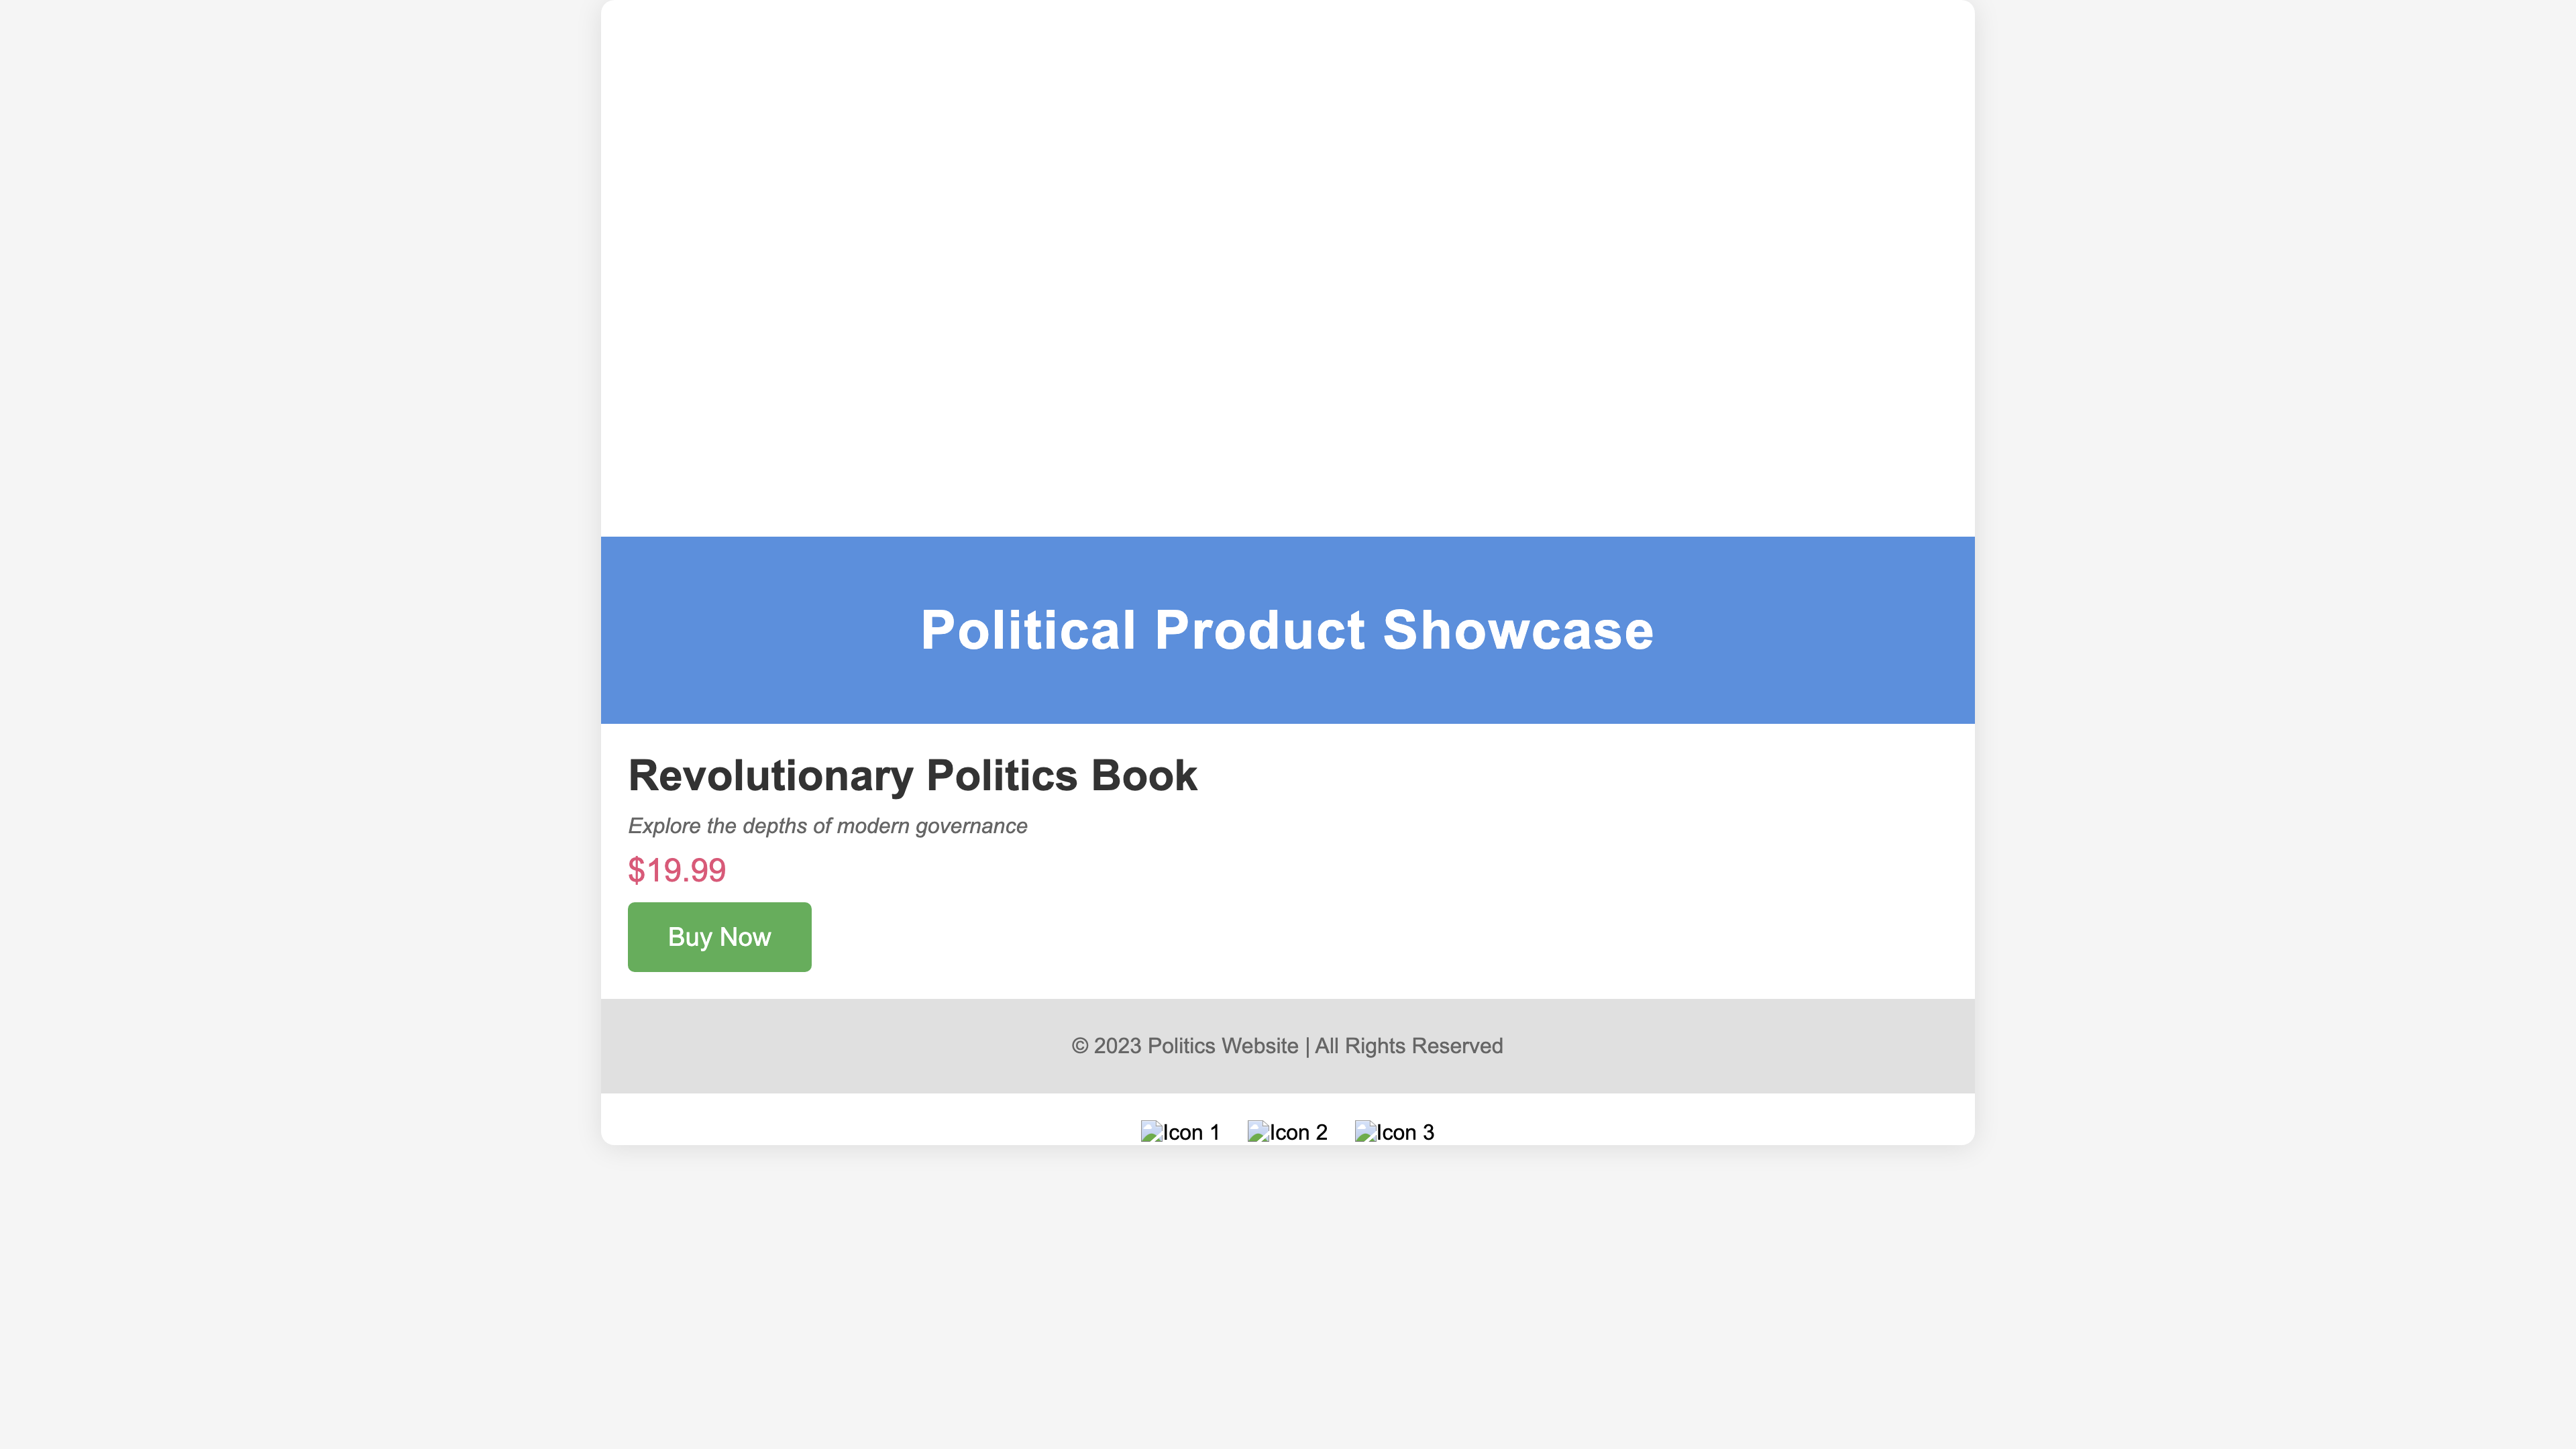 Political Product Showcase
Revolutionary Politics Book
Explore the depths of modern governance
$19.99
Buy Now
© 2023 Politics Website | All Rights Reserved
Icon 1 Icon 2 Icon 3